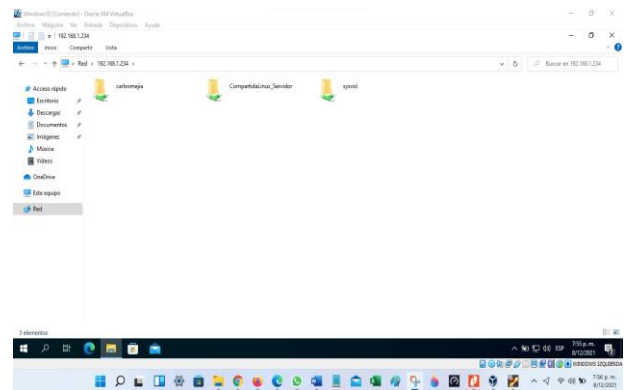 Windows10 [Corriendo] - Oracle VM VirtualBox
Archivo Máquina Ver Entrada Dispositivos Ayuda
192.168.1.234
Archivo Inicio Compartir Vista
Red > 192.168.1.234 >
Buscar en 192.168.1.234
Acceso rápido
Escritorio
Descargas
Documentos
Imágenes
Música
Videos
OneDrive
Este equipo
Red
carlosmejia
CompartidaLinux_Servidor
sysvol
3 elementos
ESP
7:55 p. m.
8/12/2021
WINDOWS IZQUIERDA
7:56 p. m.
8/12/2021